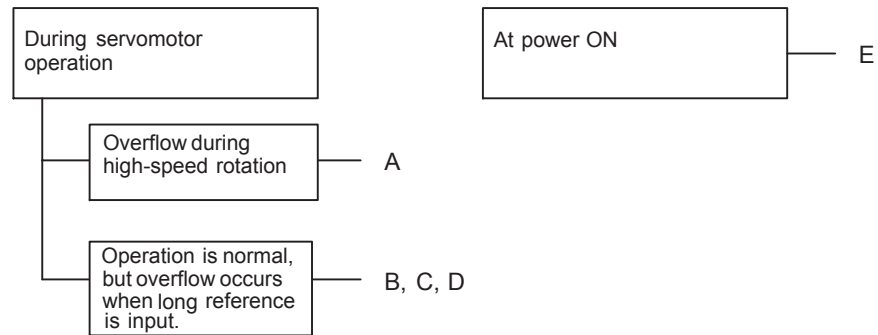 During servomotor
operation
Overflow during
high-speed rotation
A
Operation is normal,
but overflow occurs
when long reference
is input.
B, C, D
At power ON
E